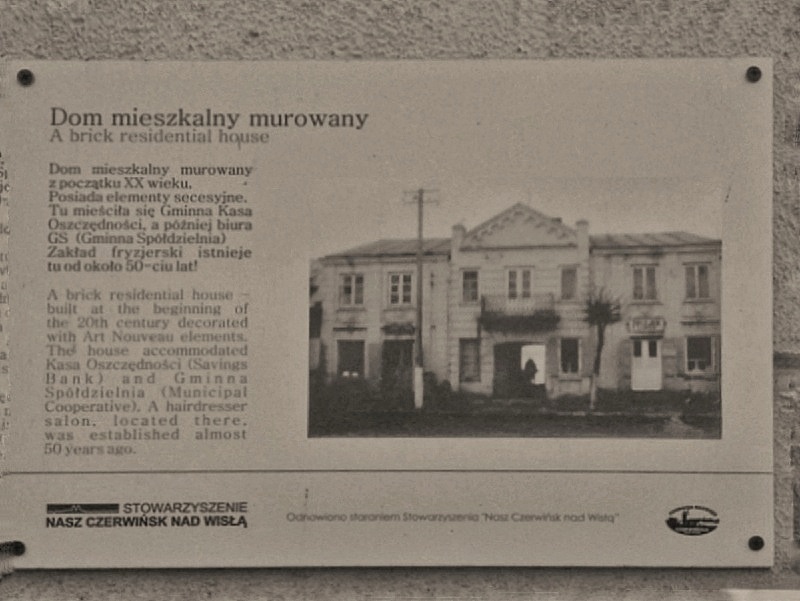 Dom mieszkalny murowany
A brick residential house
Dom mieszkalny murowany
z początku XX wieku.
Posiada elementy secesyjne.
Tu mieściła się Gminna Kasa
Oszczędności, a później biura
GS (Gminna Spółdzielnia)
Zakład fryzjerski istnieje
tu od około 50-ciu lat!
A brick residential house –
built at the beginning of
the 20th century decorated
with Art Nouveau elements.
The house accommodated
Kasa Oszczędności (Savings
Bank) and Gminna
Spółdzielnia (Municipal
Cooperative). A hairdresser
salon, located there,
was established almost
50 years ago.
STOWARZYSZENIE
NASZ CZERWIŃSK NAD WISŁĄ
Odnowiono staraniem Stowarzyszenia "Nasz Czerwińsk nad Wisłą"